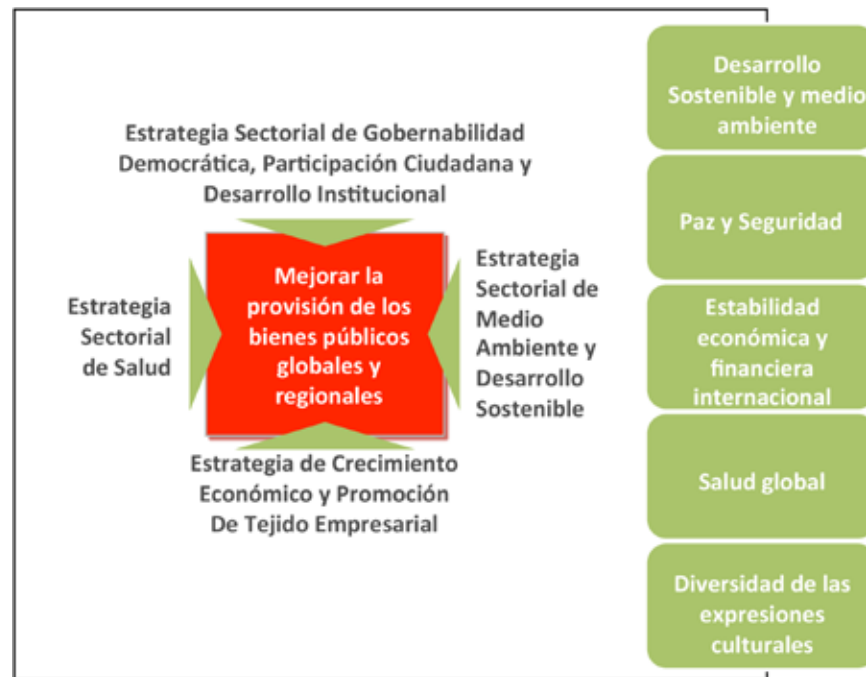 Estrategia Sectorial de Gobernabilidad
Democrática, Participación Ciudadana y
Desarrollo Institucional
Estrategia
Sectorial
de Salud
Mejorar la
provisión de los
bienes públicos
globales y
regionales
Estrategia
Sectorial de
Medio
Ambiente y
Desarrollo
Sostenible
Estrategia de Crecimiento
Económico y Promoción
De Tejido Empresarial
Desarrollo
Sostenible y medio
ambiente
Paz y Seguridad
Estabilidad
económica y
financiera
internacional
Salud global
Diversidad de las
expresiones
culturales